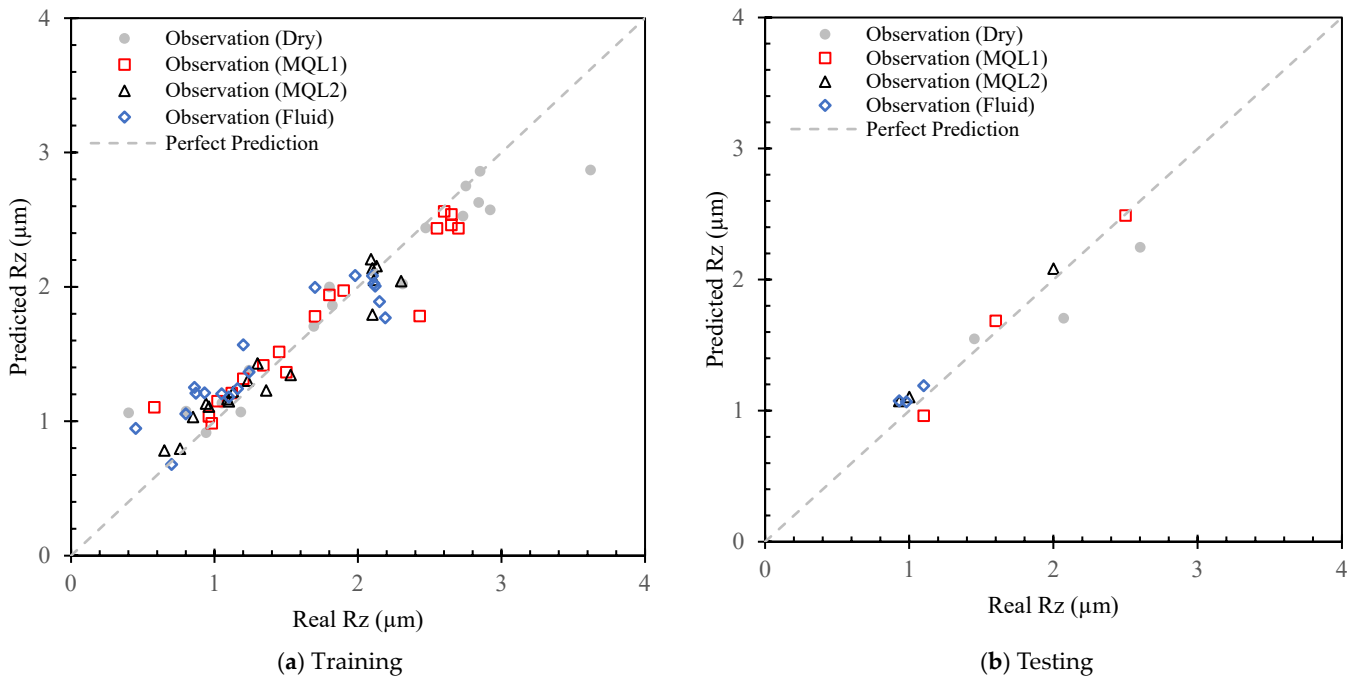 4
3
2
1
0
Predicted Rz (µm)
Observation (Dry)
Observation (MQL1)
Observation (MQL2)
Observation (Fluid)
Perfect Prediction
0 1 2 3 4
Real Rz (µm)
(a) Training
4
3
2
1
0
Predicted Rz (µm)
Observation (Dry)
Observation (MQL1)
Observation (MQL2)
Observation (Fluid)
Perfect Prediction
0 1 2 3 4
Real Rz (µm)
(b) Testing